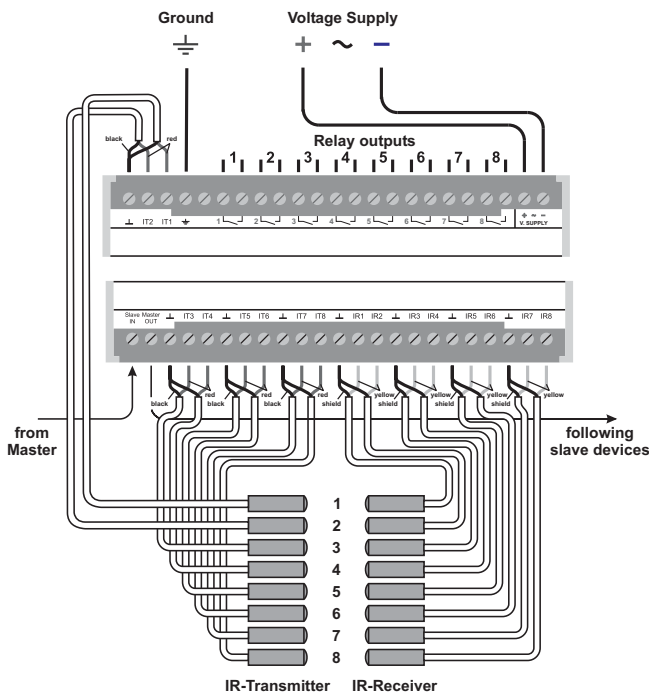 Ground Voltage Supply
+ ~ −
black red
Relay outputs
1 2 3 4 5 6 7 8
⊥ IT2 IT1 1 2 3 4 5 6 7 8 + ≂ −
V. SUPPLY
Slave Master ⊥ IT3 IT4 ⊥ IT5 IT6 ⊥ IT7 IT8 ⊥ IR1 IR2 ⊥ IR3 IR4 ⊥ IR5 IR6 ⊥ IR7 IR8
IN OUT
red red red yellow yellow yellow yellow
black black black shield shield shield shield
from
Master
following
slave devices
1
2
3
4
5
6
7
8
IR-Transmitter IR-Receiver